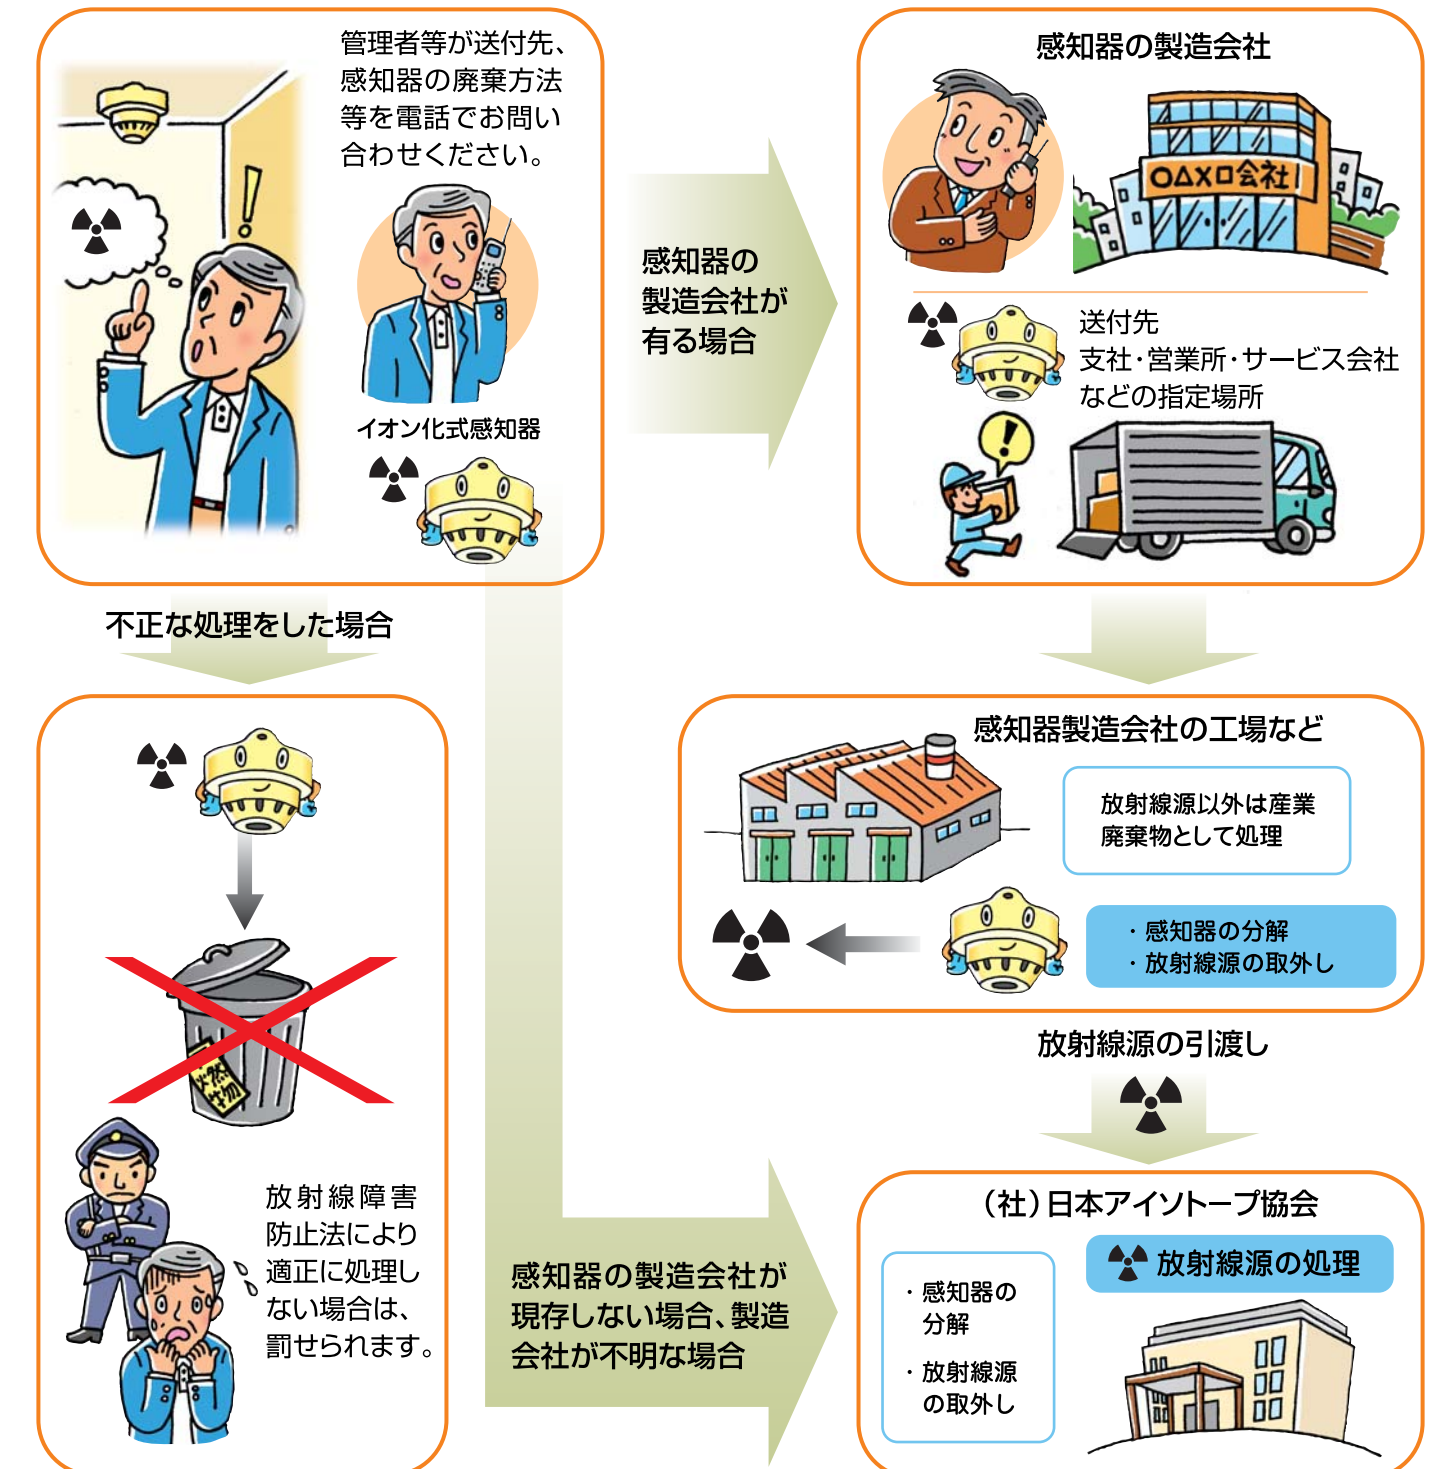 管理者等が送付先、
感知器の廃棄方法
等を電話でお問い
合わせください。
イオン化式感知器
感知器の
製造会社が
有る場合
感知器の製造会社
O△X□会社
送付先
支社・営業所・サービス会社
などの指定場所
不正な処理をした場合
放射線障害
防止法により
適正に処理し
ない場合は、
罰せられます。
感知器製造会社の工場など
放射線源以外は産業
廃棄物として処理
・感知器の分解
・放射線源の取外し
放射線源の引渡し
感知器の製造会社が
現存しない場合、製造
会社が不明な場合
（社）日本アイソトープ協会
放射線源の処理
・感知器の
分解
・放射線源
の取外し